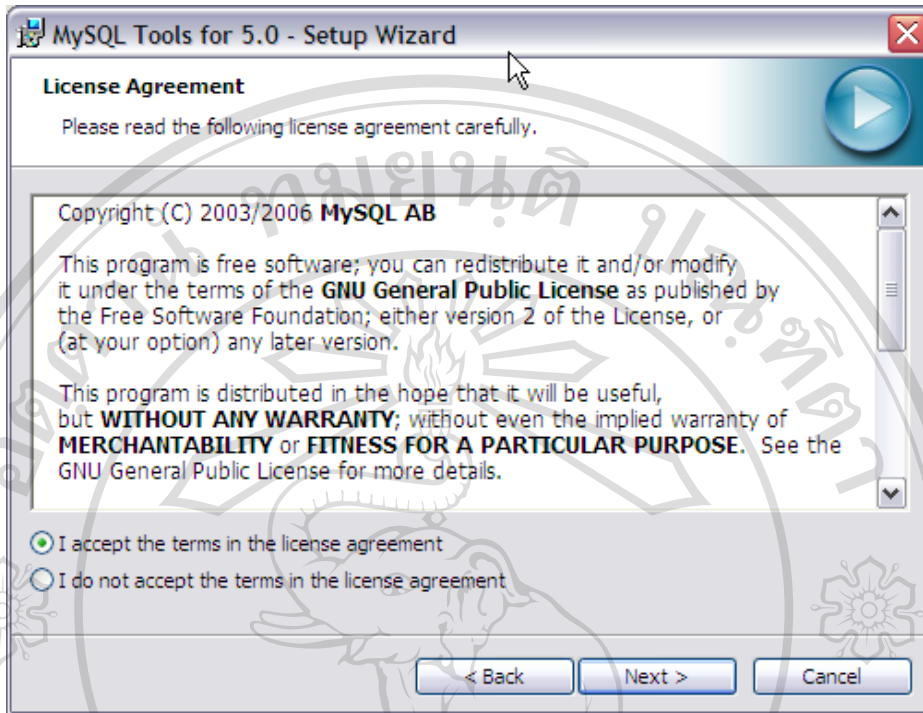 MySQL Tools for 5.0 - Setup Wizard
License Agreement
Please read the following license agreement carefully.
Copyright (C) 2003/2006 MySQL AB
This program is free software; you can redistribute it and/or modify
it under the terms of the GNU General Public License as published by
the Free Software Foundation; either version 2 of the License, or
(at your option) any later version.
This program is distributed in the hope that it will be useful,
but WITHOUT ANY WARRANTY; without even the implied warranty of
MERCHANTABILITY or FITNESS FOR A PARTICULAR PURPOSE.  See the
GNU General Public License for more details.
I accept the terms in the license agreement
I do not accept the terms in the license agreement
< Back
Next >
Cancel